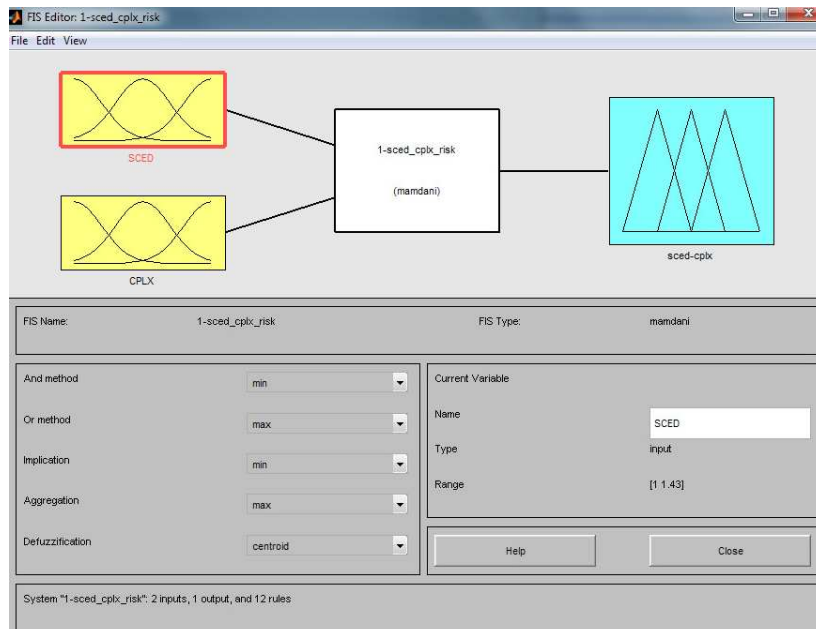 FIS Editor: 1-sced_cplx_risk
File Edit View
SCED
CPLX
1-sced_cplx_risk
(mamdani)
sced-cplx
FIS Name: 1-sced_cplx_risk FIS Type: mamdani
And method min
Or method max
Implication min
Aggregation max
Defuzzification centroid
Current Variable
Name SCED
Type input
Range [1 1.43]
Help Close
System "1-sced_cplx_risk": 2 inputs, 1 output, and 12 rules